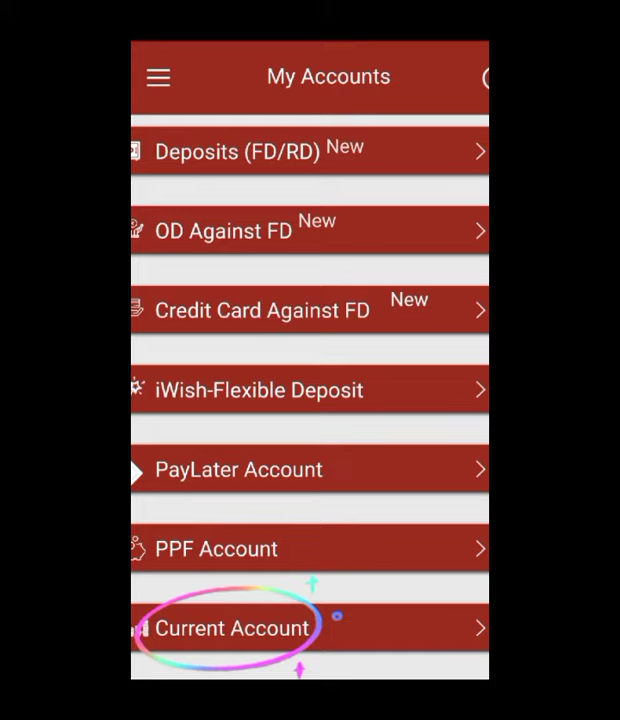 My Accounts
Deposits (FD/RD) New
OD Against FD New
Credit Card Against FD New
iWish-Flexible Deposit
PayLater Account
PPF Account
Current Account